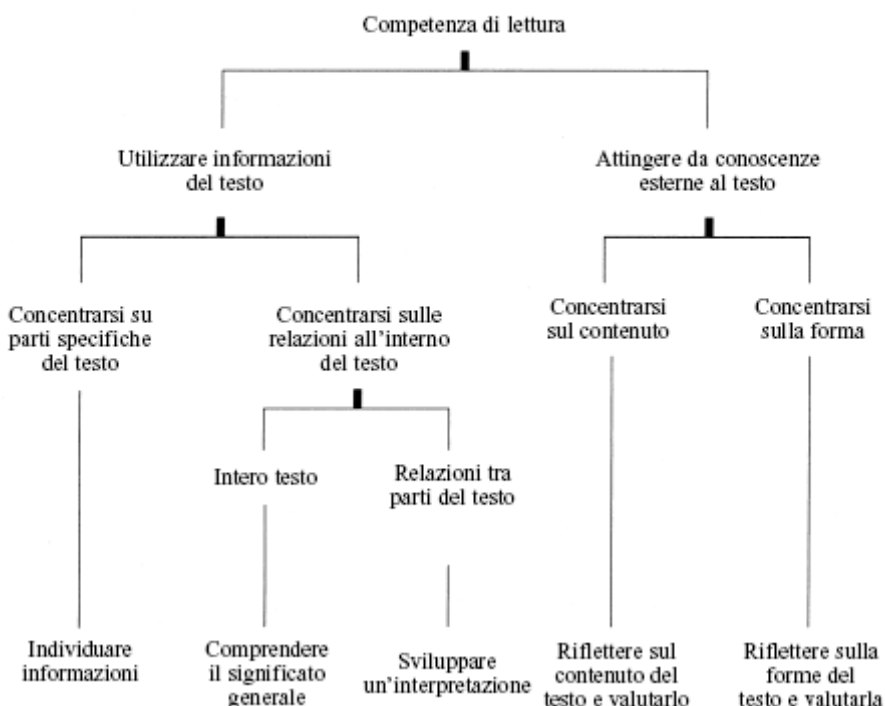 Competenza di lettura
Utilizzare informazioni
del testo
Attingere da conoscenze
esterne al testo
Concentrarsi su
parti specifiche
del testo
Concentrarsi sulle
relazioni all'interno
del testo
Concentrarsi
sul contenuto
Concentrarsi
sulla forma
Intero testo
Relazioni tra
parti del testo
Individuare
informazioni
Comprendere
il significato
generale
Sviluppare
un'interpretazione
Riflettere sul
contenuto del
testo e valutarlo
Riflettere sulla
forme del
testo e valutarla